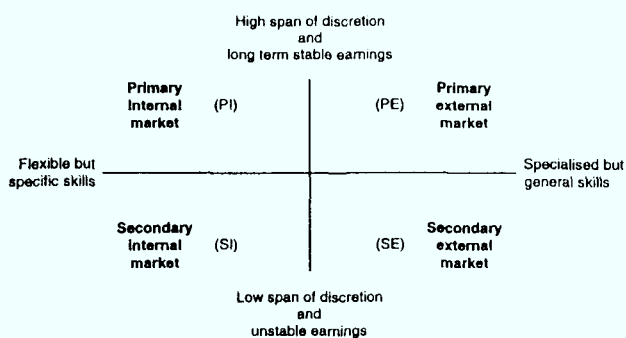 High span of discretion
and
long term stable earnings
Primary
internal
market
(PI)
(PE)
Primary
external
market
Flexible but
specific skills
Specialised but
general skills
Secondary
internal
market
(SI)
(SE)
Secondary
external
market
Low span of discretion
and
unstable earnings